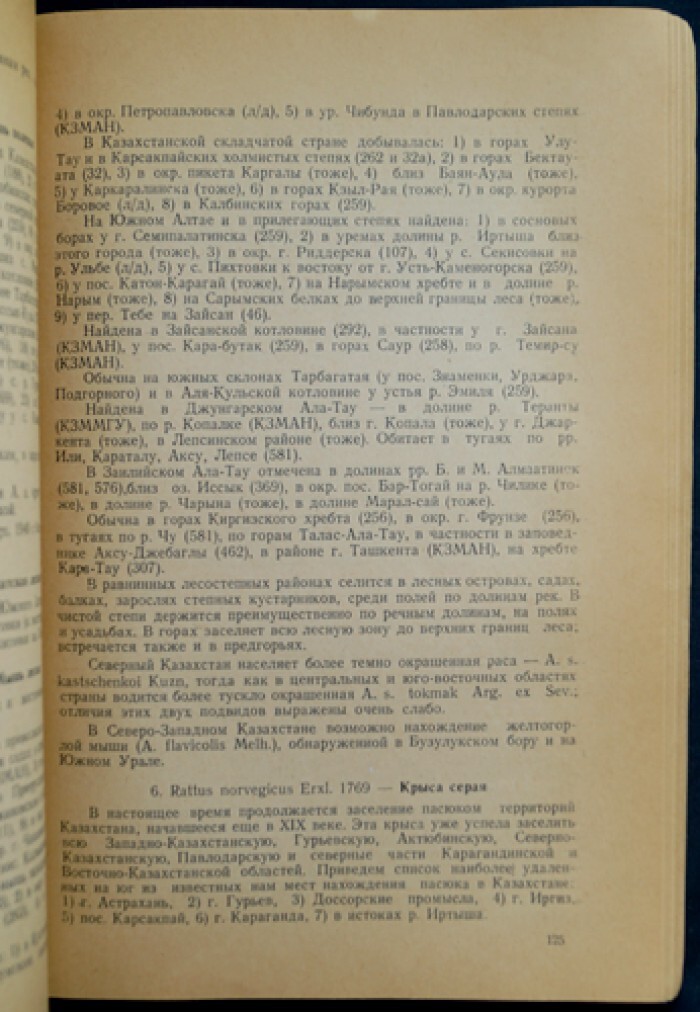 4) в окр. Петропавловска (л/д), 5) в ур. Чибунда в Павлодарских степях
(КЗМАН).
В Казахстанской складчатой стране добывалась: 1) в горах Улу-
Тау и в Карсакпайских холмистых степях (262 и 32а), 2) в горах Бектау-
ата (32), 3) в окр. пикета Каргалы (тоже), 4) близ Баян-Аула (тоже),
5) у Каркаралинска (тоже), 6) в горах Кзыл-Рая (тоже), 7) в окр. курорта
Боровое (л/д), 8) в Калбинских горах (259).
На Южном Алтае и в прилегающих степях найдена: 1) в сосновых
борах у г. Семипалатинска (259), 2) в уремах долины р. Иртыша близ
этого города (тоже), 3) в окр. г. Риддерска (107), 4) у с. Секисовки на
р. Ульбе (л/д), 5) у с. Пихтовки к востоку от г. Усть-Каменогорска (259),
6) у пос. Катон-Карагай (тоже), 7) на Нарымском хребте и в долине р.
Нарым (тоже), 8) на Сарымских белках до верхней границы леса (тоже),
9) у пер. Тебе на Зайсан (46).
Найдена в Зайсанской котловине (292), в частности у г. Зайсана
(КЗМАН), у пос. Кара-бутак (259), в горах Саур (258), по р. Темир-су
(КЗМАН).
Обычна на южных склонах Тарбагатая (у пос. Знаменки, Урджара,
Подгорного) и в Аля-Кульской котловине у устья р. Эмиля (259).
Найдена в Джунгарском Ала-Тау — в долине р. Теранты
(КЗММГУ), по р. Копалке (КЗМАН), близ г. Копала (тоже), у г. Джар-
кента (тоже), в Лепсинском районе (тоже). Обитает в тугаях по рр.
Или, Караталу, Аксу, Лепсе (581).
В Заилийском Ала-Тау отмечена в долинах рр. Б. и М. Алмаатинск
(581, 576),близ оз. Иссык (369), в окр. пос. Бар-Тогай на р. Чилике (то-
же), в долине р. Чарына (тоже), в долине Марал-сай (тоже).
Обычна в горах Киргизского хребта (256), в окр. г. Фрунзе (256),
в тугаях по р. Чу (581), по горам Талас-Ала-Тау, в частности в заповед-
нике Аксу-Джебаглы (462), в районе г. Ташкента (КЗМАН), на хребте
Кара-Тау (307).
В равнинных лесостепных районах селится в лесных островах, садах,
балках, зарослях степных кустарников, среди полей по долинам рек. В
чистой степи держится преимущественно по речным долинам, на полях
и усадьбах. В горах заселяет всю лесную зону до верхних границ леса;
встречается также и в предгорьях.
Северный Казахстан населяет более темно окрашенная раса — A. s.
kastschenkoi Kuzn, тогда как в центральных и юго-восточных областях
страны водится более тускло окрашенная A. s. tokmak Arg. ex Sev.;
отличия этих двух подвидов выражены очень слабо.
В Северо-Западном Казахстане возможно нахождение желтогор-
лой мыши (A. flavicolis Melh.), обнаруженной в Бузулукском бору и на
Южном Урале.
6. Rattus norvegicus Erxl. 1769 — Крыса серая
В настоящее время продолжается заселение пасюком территорий
Казахстана, начавшееся еще в XIX веке. Эта крыса уже успела заселить
всю Западно-Казахстанскую, Гурьевскую, Актюбинскую, Северно-
Казахстанскую, Павлодарскую и северные части Карагандинской и
Восточно-Казахстанской областей. Приведем список наиболее удален-
ных на юг из известных нам мест нахождения пасюка в Казахстане:
1) г. Астрахань, 2) г. Гурьев, 3) Доссорские промысла, 4) г. Иргиз,
5) пос. Карсакпай, 6) г. Караганда, 7) в истоках р. Иртыша.
125